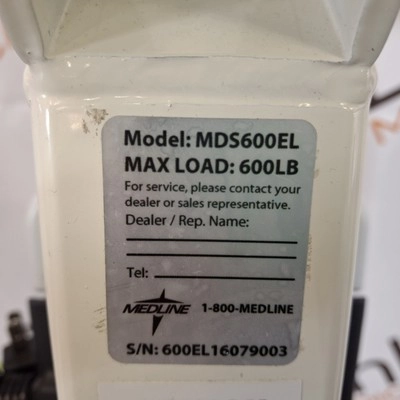 Model: MDS600EL
MAX LOAD: 600LB
For service, please contact your
dealer or sales representative.
Dealer / Rep. Name:
Tel:
MEDLINE 1-800-MEDLINE
S/N: 600EL16079003